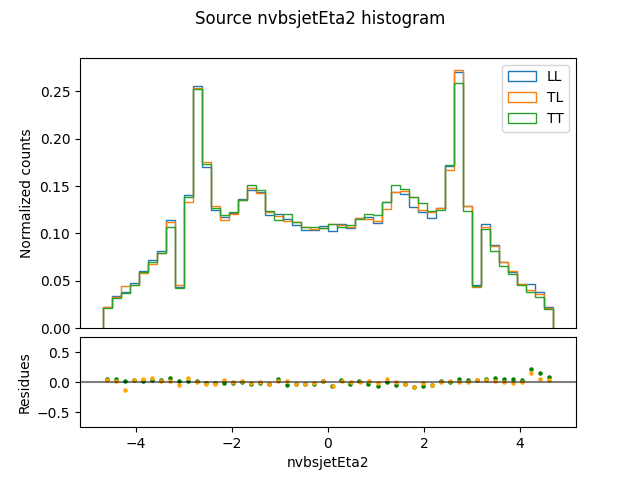 Source nvbsjetEta2 histogram
LL
TL
TT
0.25
0.20
0.15
0.10
0.05
0.00
Normalized counts
0.5
0.0
−0.5
Residues
−4
−2
0
2
4
nvbsjetEta2